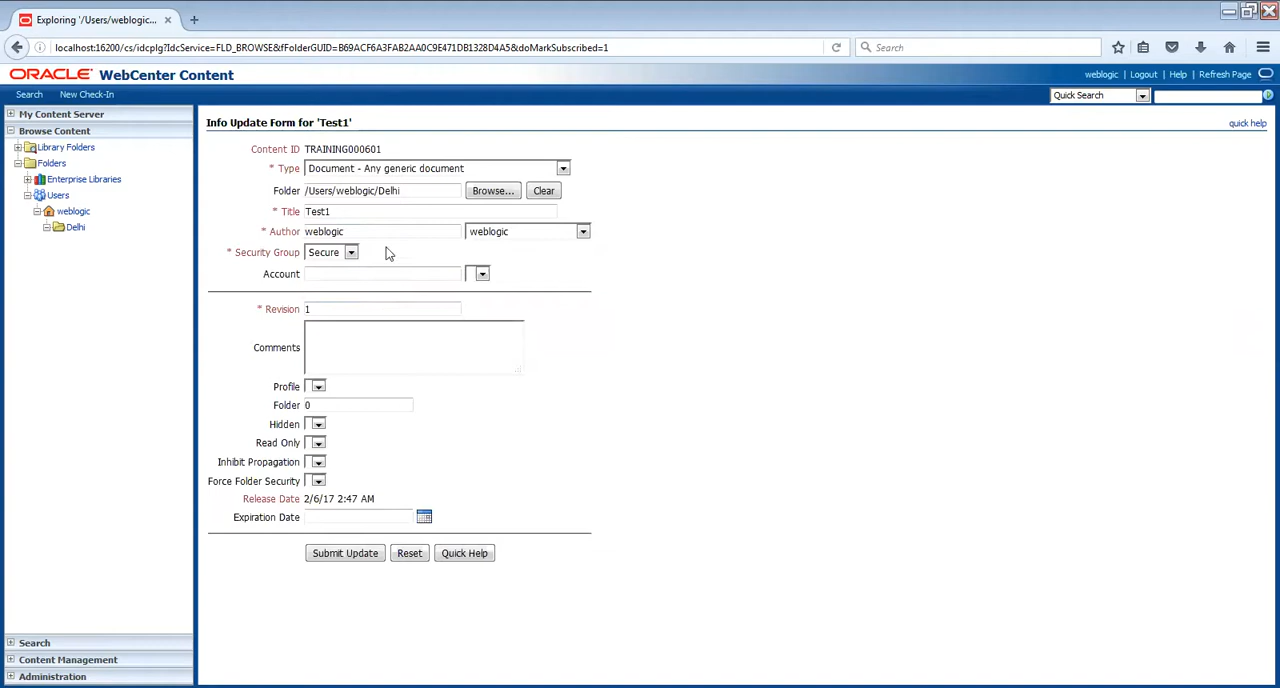 Exploring '/Users/weblogic...
localhost:16200/cs/idcplg?IdcService=FLD_BROWSE&fFolderGUID=B69ACF6A3FAB2AA0C9E471DB1328D4A5&doMarkSubscribed=1
Search
ORACLE WebCenter Content
weblogic | Logout | Help | Refresh Page
Search New Check-In
Quick Search
My Content Server
Browse Content
Library Folders
Folders
Enterprise Libraries
Users
weblogic
Delhi
Search
Content Management
Administration
Info Update Form for 'Test1'
quick help
Content ID TRAINING000601
* Type Document - Any generic document
Folder /Users/weblogic/Delhi Browse... Clear
* Title Test1
* Author weblogic weblogic
* Security Group Secure
Account
* Revision 1
Comments
Profile
Folder 0
Hidden
Read Only
Inhibit Propagation
Force Folder Security
Release Date 2/6/17 2:47 AM
Expiration Date
Submit Update Reset Quick Help